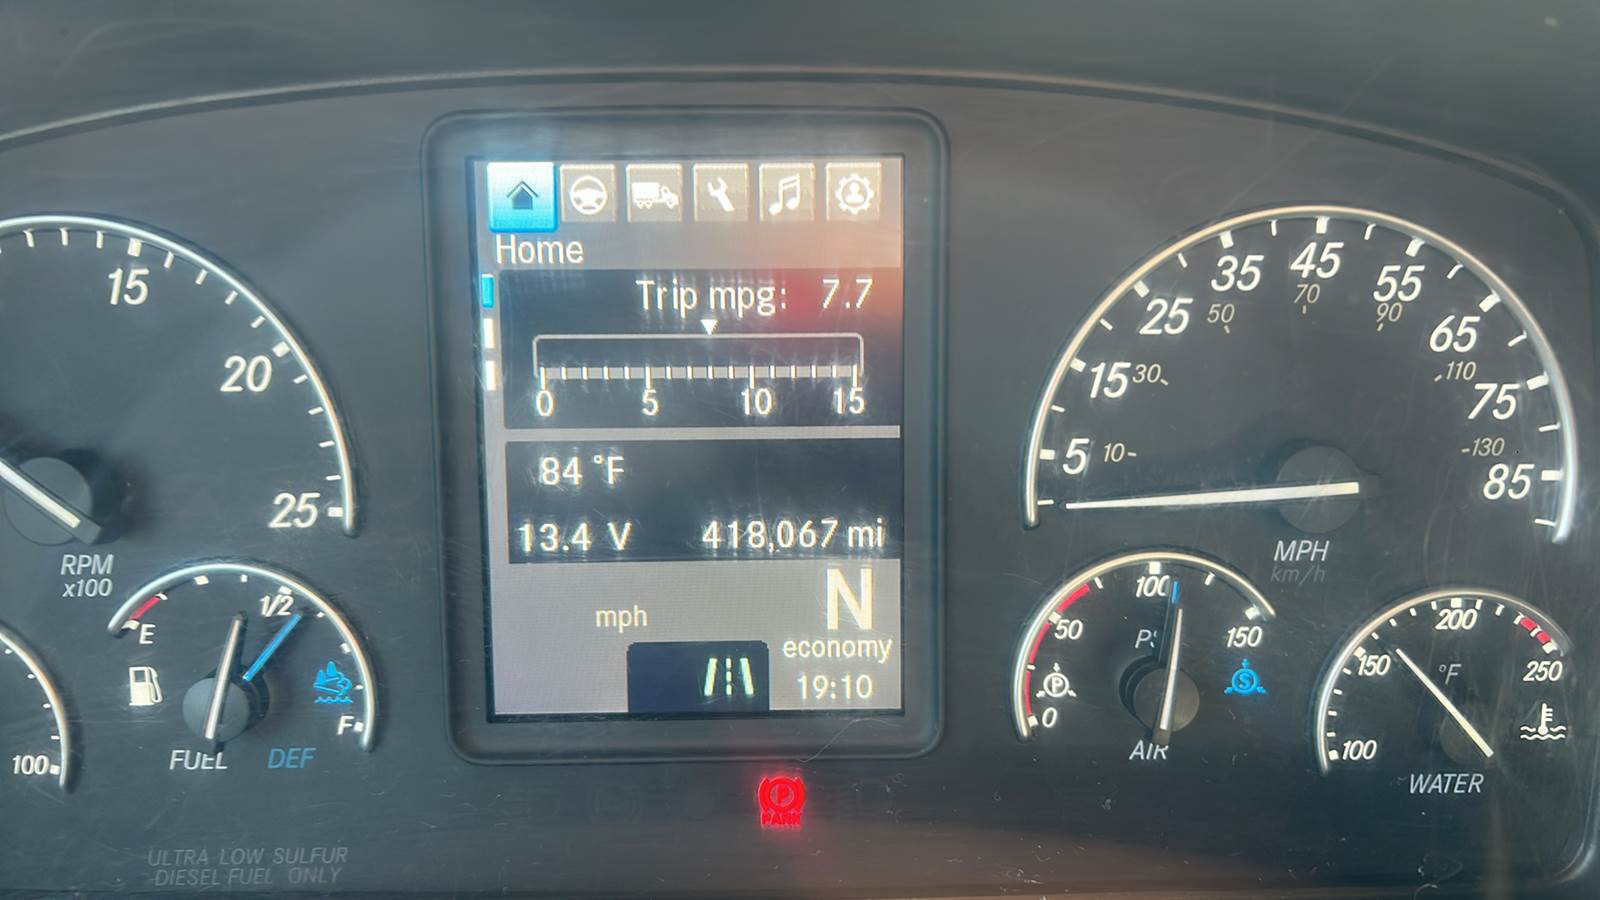 Home
Trip mpg: 7.7
0 5 10 15
84 °F
13.4 V 418,067 mi
N
mph
economy
19:10
15
20
25
RPM
x100
E 1/2 F
FUEL DEF
100
ULTRA LOW SULFUR
DIESEL FUEL ONLY
5 15 25 35 45 55 65 75 85
10 30 50 70 90 110 130
MPH
km/h
0 50 100 150
P
S
AIR
100 150 200 250
°F
WATER
P
PARK